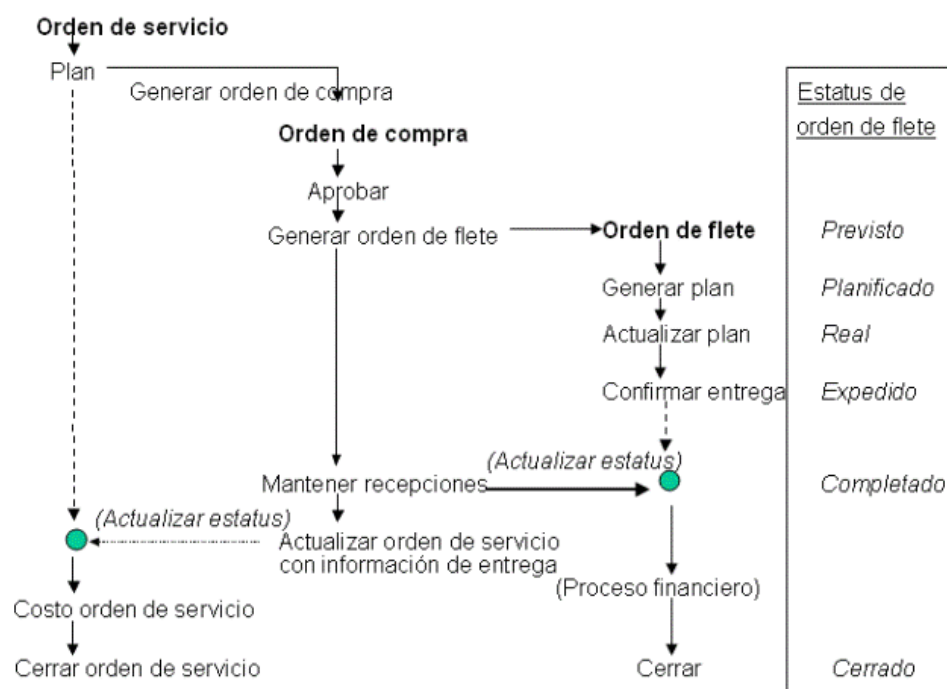 Orden de servicio
Plan
Generar orden de compra
Estatus de
orden de flete
Orden de compra
Aprobar
Generar orden de flete
Orden de flete
Previsto
Generar plan
Planificado
Actualizar plan
Real
Confirmar entrega
Expedido
(Actualizar estatus)
Mantener recepciones
Completado
(Actualizar estatus)
Actualizar orden de servicio
con información de entrega
(Proceso financiero)
Costo orden de servicio
Cerrar orden de servicio
Cerrar
Cerrado